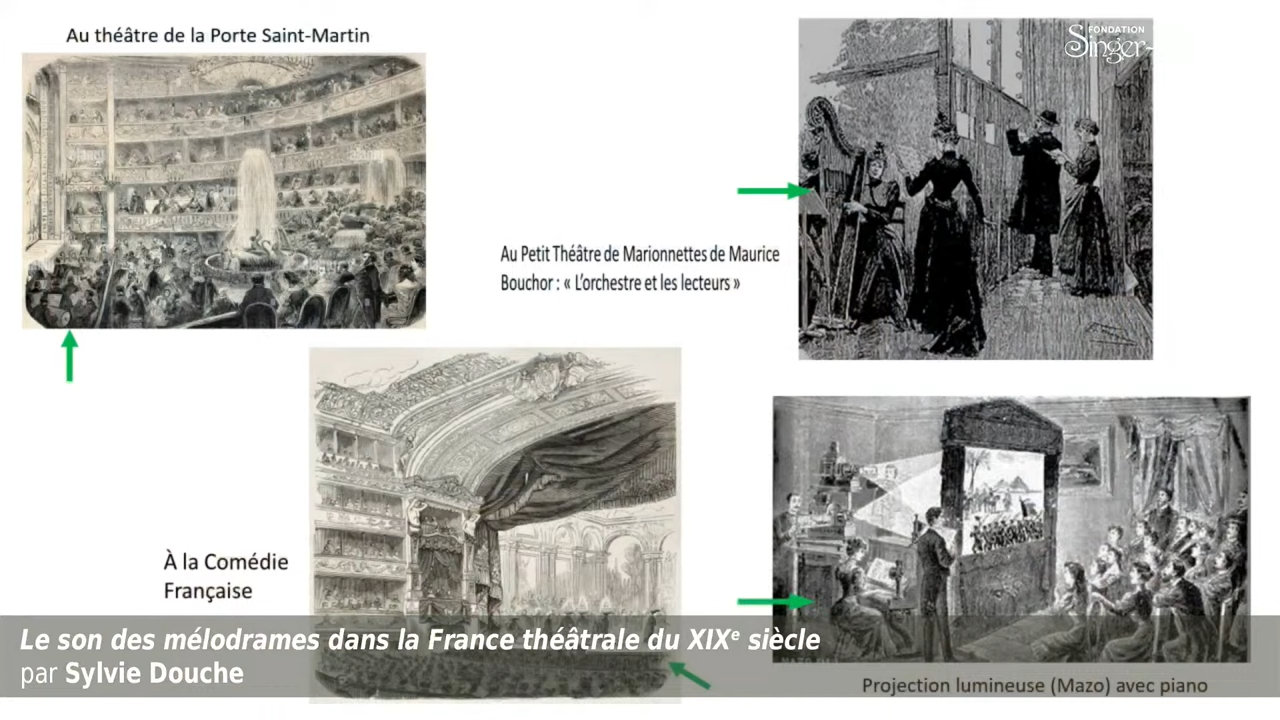 Au théâtre de la Porte Saint-Martin
FONDATION
Singer-
Au Petit Théâtre de Marionnettes de Maurice
Bouchor : « L'orchestre et les lecteurs »
À la Comédie
Française
Le son des mélodrames dans la France théâtrale du XIXᵉ siècle
par Sylvie Douche
Projection lumineuse (Mazo) avec piano